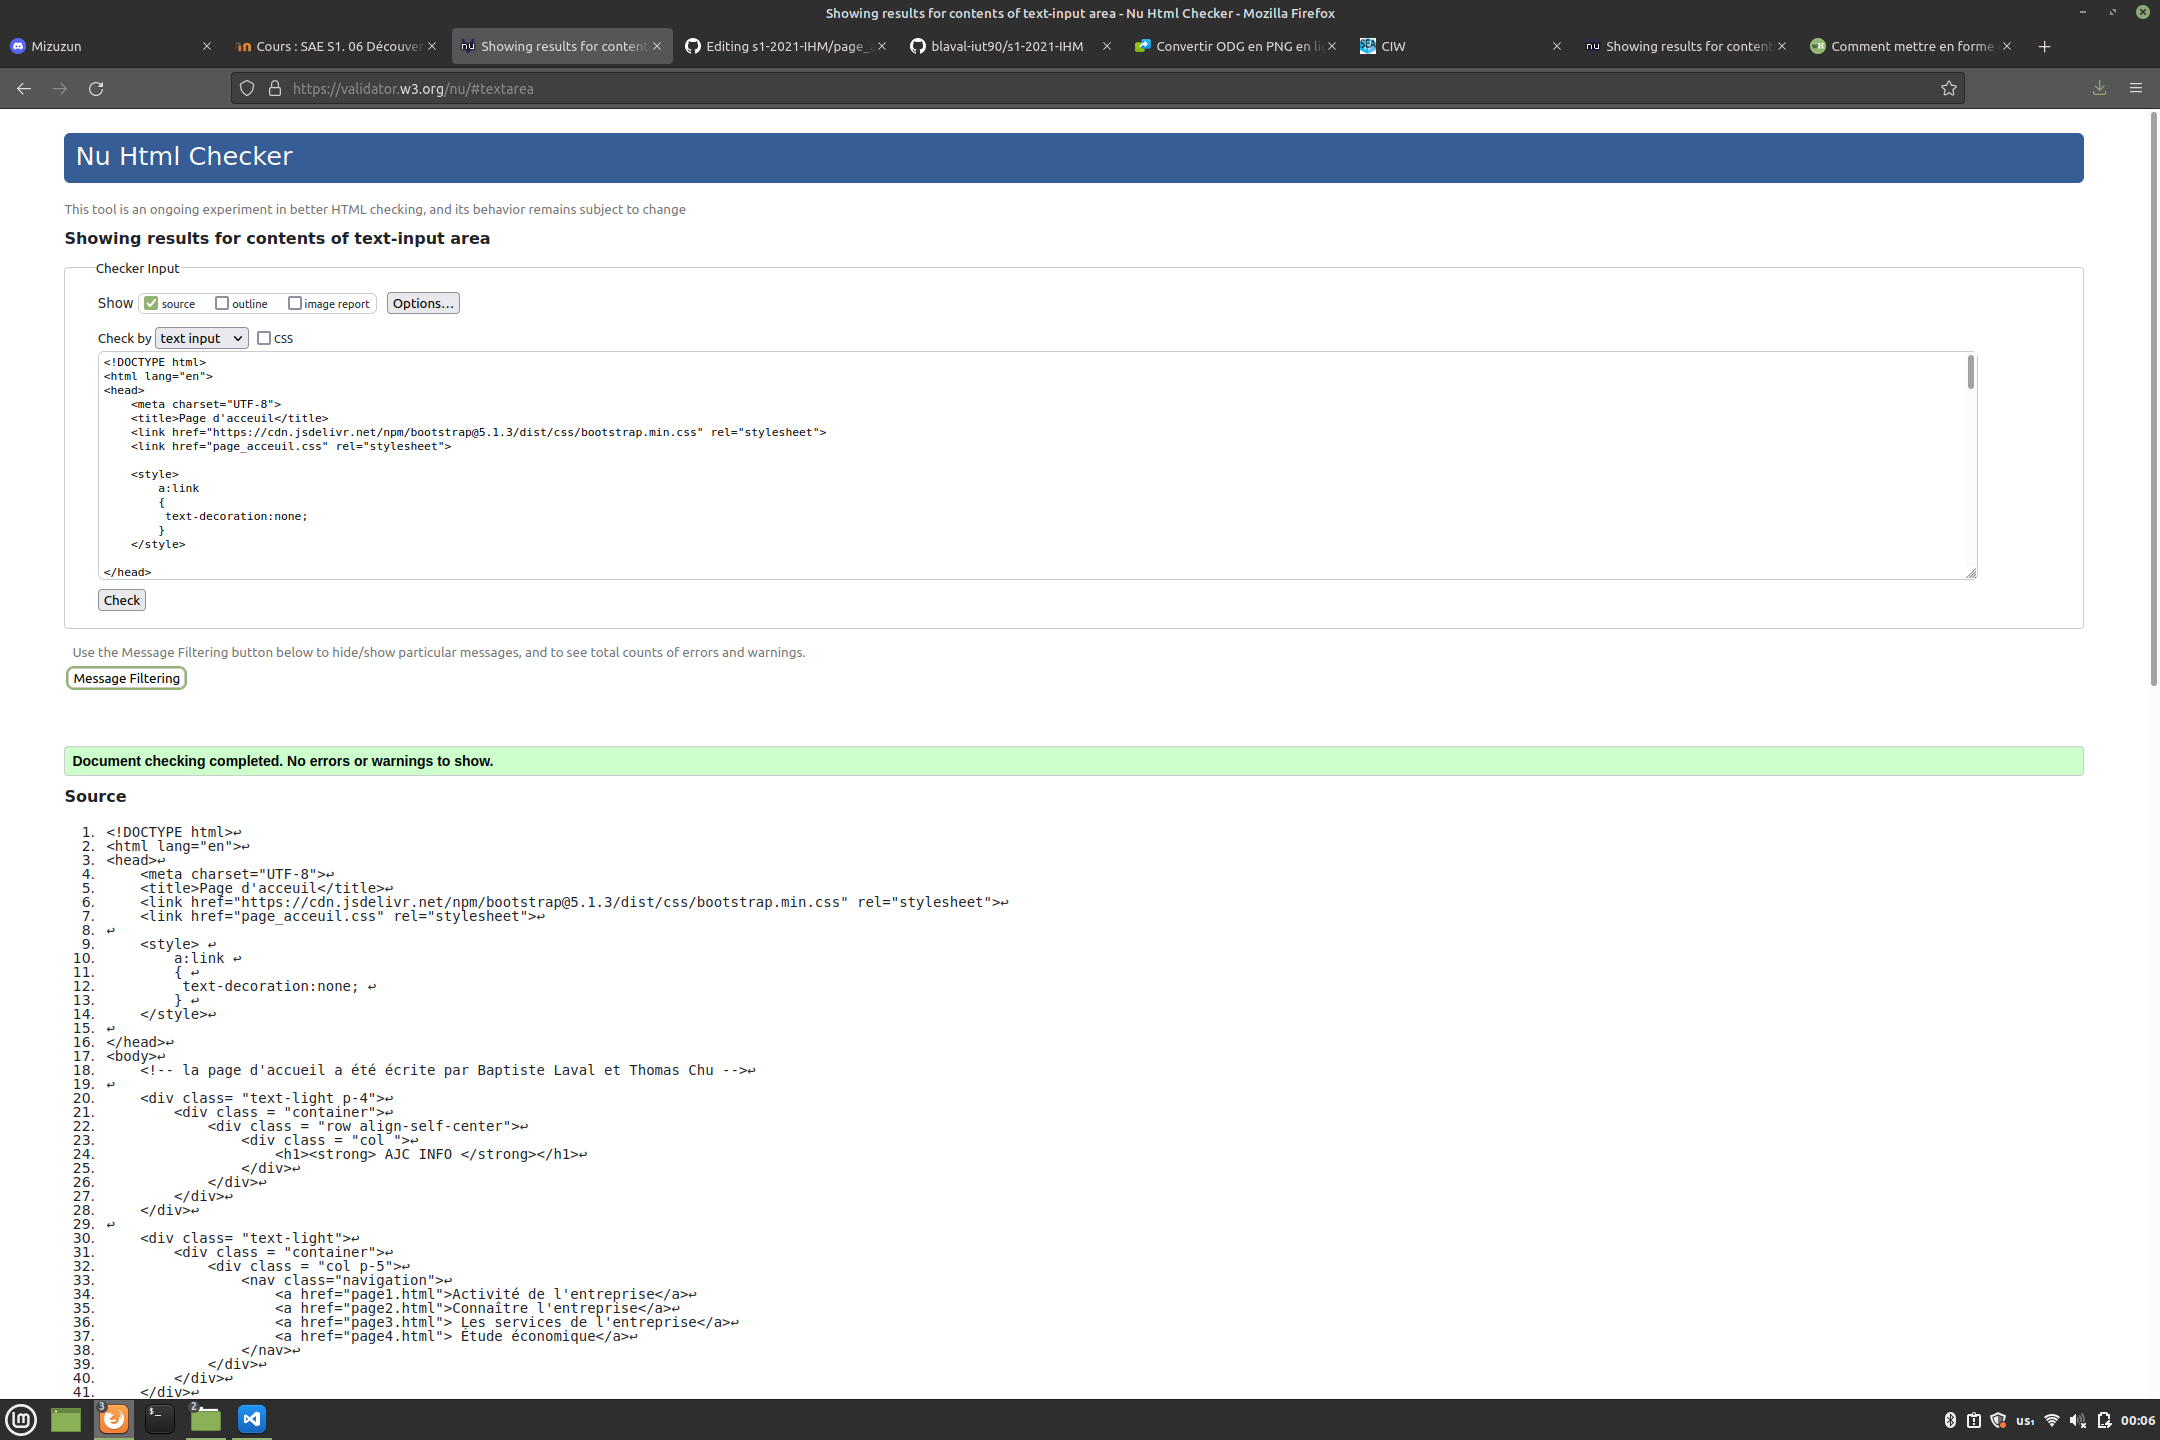 Showing results for contents of text-input area - Nu Html Checker - Mozilla Firefox
Mizuzun
Cours : SAE S1. 06 Découver
Showing results for content
Editing s1-2021-IHM/page_a
blaval-iut90/s1-2021-IHM
Convertir ODG en PNG en li
CIW
Showing results for content
Comment mettre en forme
https://validator.w3.org/nu/#textarea
Nu Html Checker
This tool is an ongoing experiment in better HTML checking, and its behavior remains subject to change
Showing results for contents of text-input area
Checker Input
Show source outline image report Options...
Check by text input CSS
<!DOCTYPE html>
<html lang="en">
<head>
    <meta charset="UTF-8">
    <title>Page d'acceuil</title>
    <link href="https://cdn.jsdelivr.net/npm/bootstrap@5.1.3/dist/css/bootstrap.min.css" rel="stylesheet">
    <link href="page_acceuil.css" rel="stylesheet">
    <style>
        a:link
        {
         text-decoration:none;
        }
    </style>
</head>
Check
Use the Message Filtering button below to hide/show particular messages, and to see total counts of errors and warnings.
Message Filtering
Document checking completed. No errors or warnings to show.
Source
1. <!DOCTYPE html>↩
2. <html lang="en">↩
3. <head>↩
4.     <meta charset="UTF-8">↩
5.     <title>Page d'acceuil</title>↩
6.     <link href="https://cdn.jsdelivr.net/npm/bootstrap@5.1.3/dist/css/bootstrap.min.css" rel="stylesheet">↩
7.     <link href="page_acceuil.css" rel="stylesheet">↩
8. ↩
9.     <style> ↩
10.         a:link ↩
11.         { ↩
12.          text-decoration:none; ↩
13.         } ↩
14.     </style>↩
15. ↩
16. </head>↩
17. <body>↩
18.     <!-- la page d'accueil a été écrite par Baptiste Laval et Thomas Chu -->↩
19. ↩
20.     <div class= "text-light p-4">↩
21.         <div class = "container">↩
22.             <div class = "row align-self-center">↩
23.                 <div class = "col ">↩
24.                     <h1><strong> AJC INFO </strong></h1>↩
25.                 </div>↩
26.             </div>↩
27.         </div>↩
28.     </div>↩
29. ↩
30.     <div class= "text-light">↩
31.         <div class = "container">↩
32.             <div class = "col p-5">↩
33.                 <nav class="navigation">↩
34.                     <a href="page1.html">Activité de l'entreprise</a>↩
35.                     <a href="page2.html">Connaître l'entreprise</a>↩
36.                     <a href="page3.html"> Les services de l'entreprise</a>↩
37.                     <a href="page4.html"> Étude économique</a>↩
38.                 </nav>↩
39.             </div>↩
40.         </div>↩
41.     </div>↩
3
2
us₁
00:06